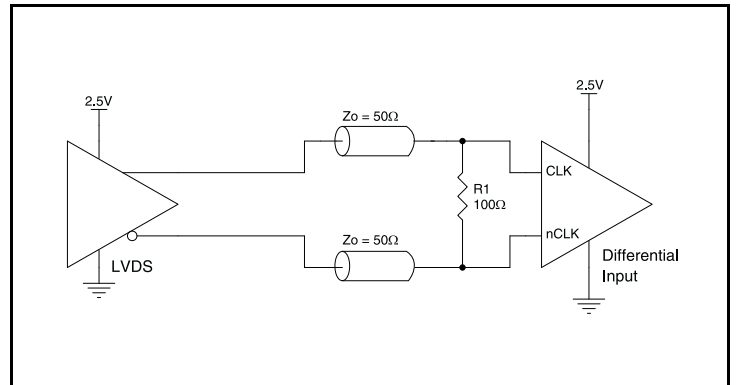 2.5V
2.5V
Zo = 50Ω
CLK
R1
100Ω
nCLK
Zo = 50Ω
LVDS
Differential
Input